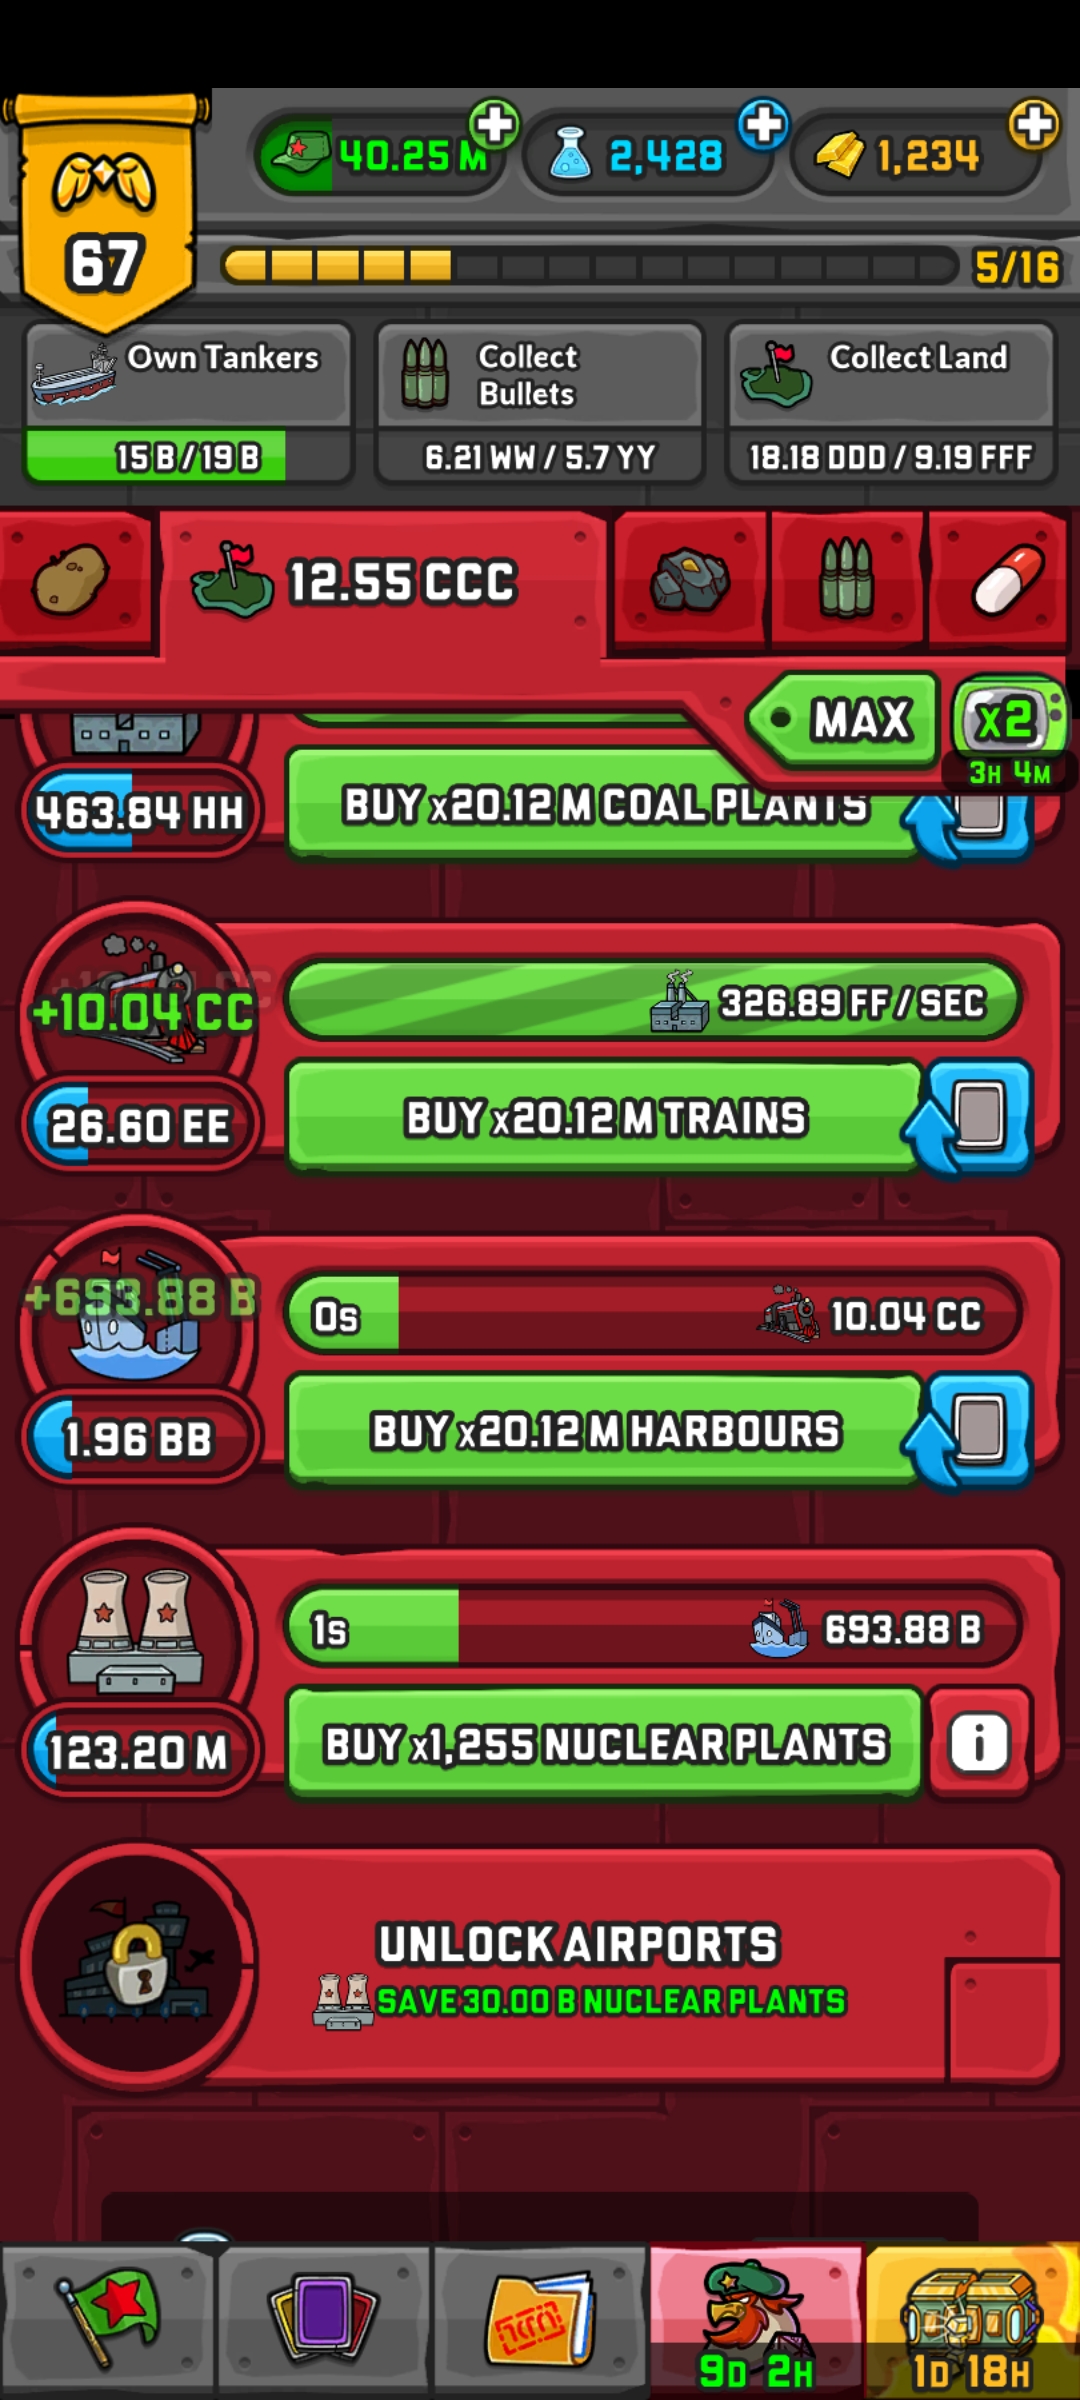 67
40.25 M
2,428
1,234
5/16
Own Tankers
15 B / 19 B
Collect
Bullets
6.21 WW / 5.7 YY
Collect Land
18.18 DDD / 9.19 FFF
12.55 CCC
MAX
x2
3H 4M
463.84 HH
BUY x20.12 M COAL PLANTS
+10.04 CC
326.89 FF / SEC
26.60 EE
BUY x20.12 M TRAINS
+693.88 B
0s
10.04 CC
1.96 BB
BUY x20.12 M HARBOURS
1s
693.88 B
123.20 M
BUY x1,255 NUCLEAR PLANTS
i
UNLOCK AIRPORTS
SAVE 30.00 B NUCLEAR PLANTS
9D 2H
1D 18H